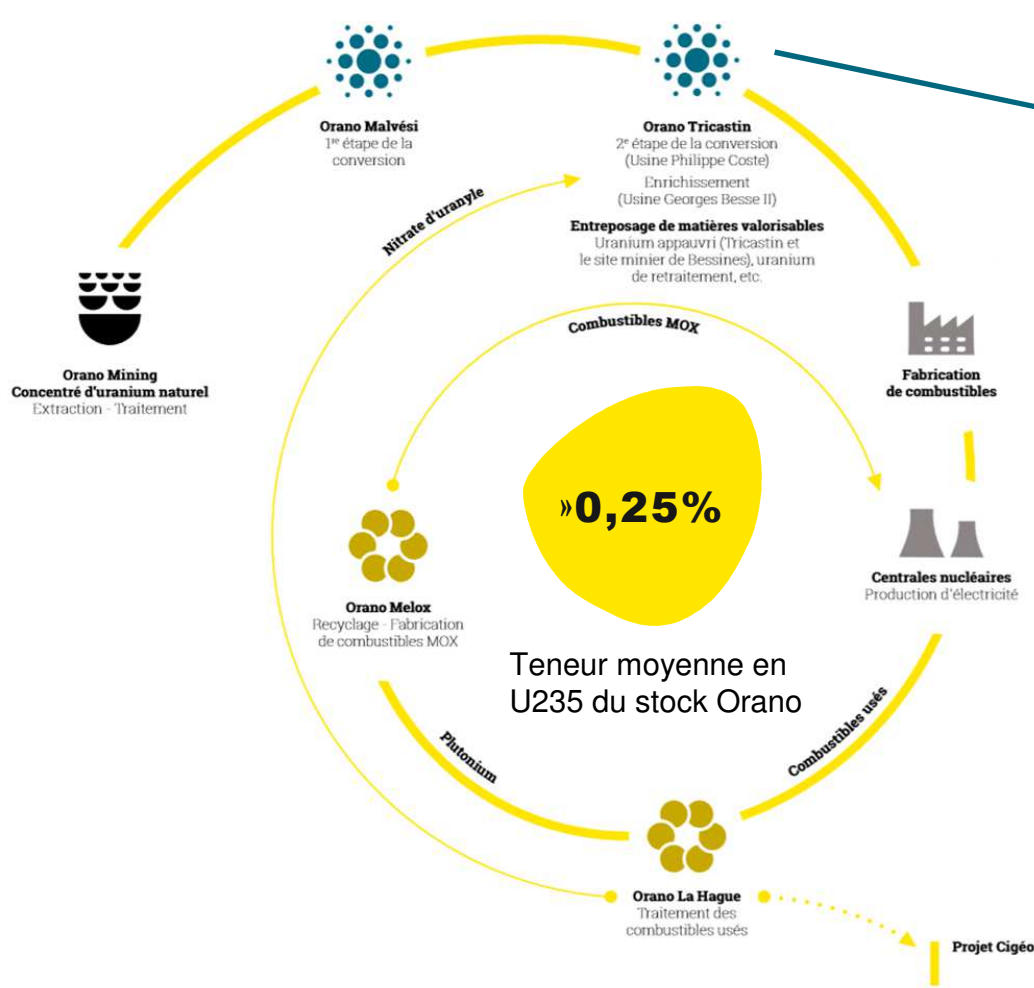 Orano Malvési
1re étape de la
conversion
Orano Tricastin
2e étape de la conversion
(Usine Philippe Coste)
Enrichissement
(Usine Georges Besse II)
Entreposage de matières valorisables
Uranium appauvri (Tricastin et
le site minier de Bessines), uranium
de retraitement, etc.
Nitrate d'uranyle
Combustibles MOX
Orano Mining
Concentré d'uranium naturel
Extraction - Traitement
Fabrication
de combustibles
»0,25%
Centrales nucléaires
Production d'électricité
Orano Melox
Recyclage - Fabrication
de combustibles MOX
Teneur moyenne en
U235 du stock Orano
Plutonium
Combustibles usés
Orano La Hague
Traitement des
combustibles usés
Projet Cigéo